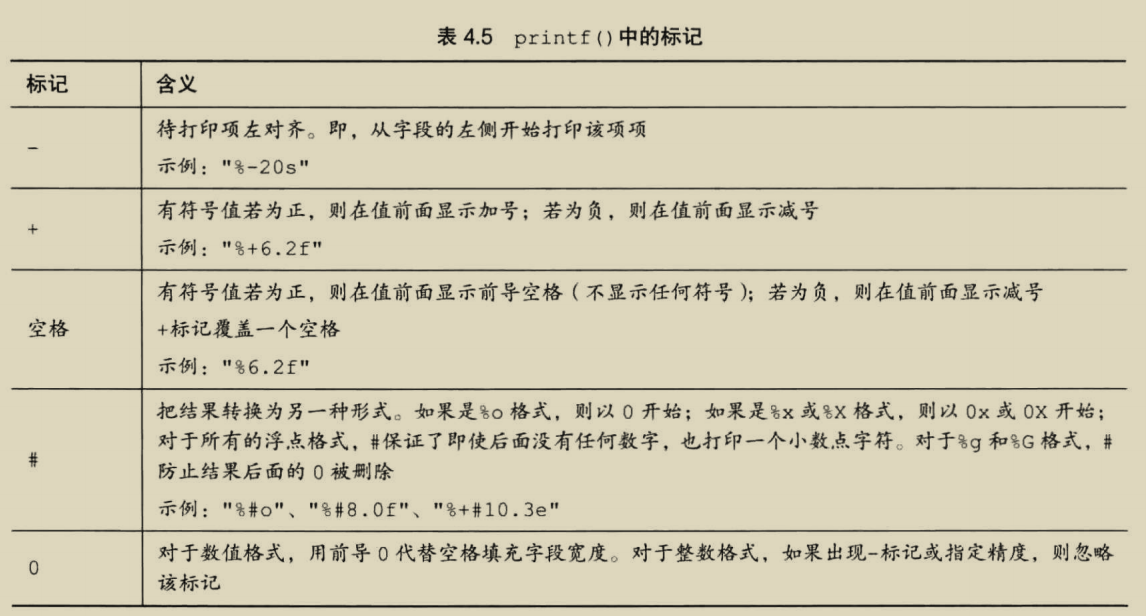 表 4.5 printf()中的标记
标记 含义
- 待打印项左对齐。即，从字段的左侧开始打印该项项
示例："%-20s"
+ 有符号值若为正，则在值前面显示加号；若为负，则在值前面显示减号
示例："%+6.2f"
空格 有符号值若为正，则在值前面显示前导空格（不显示任何符号）；若为负，则在值前面显示减号
+标记覆盖一个空格
示例："%6.2f"
# 把结果转换为另一种形式。如果是%o 格式，则以 0 开始；如果是%x 或%X 格式，则以 0x 或 0X 开始；
对于所有的浮点格式，#保证了即使后面没有任何数字，也打印一个小数点字符。对于%g 和%G 格式，#
防止结果后面的 0 被删除
示例："%#o"、"%#8.0f"、"%+#10.3e"
0 对于数值格式，用前导 0 代替空格填充字段宽度。对于整数格式，如果出现-标记或指定精度，则忽略
该标记